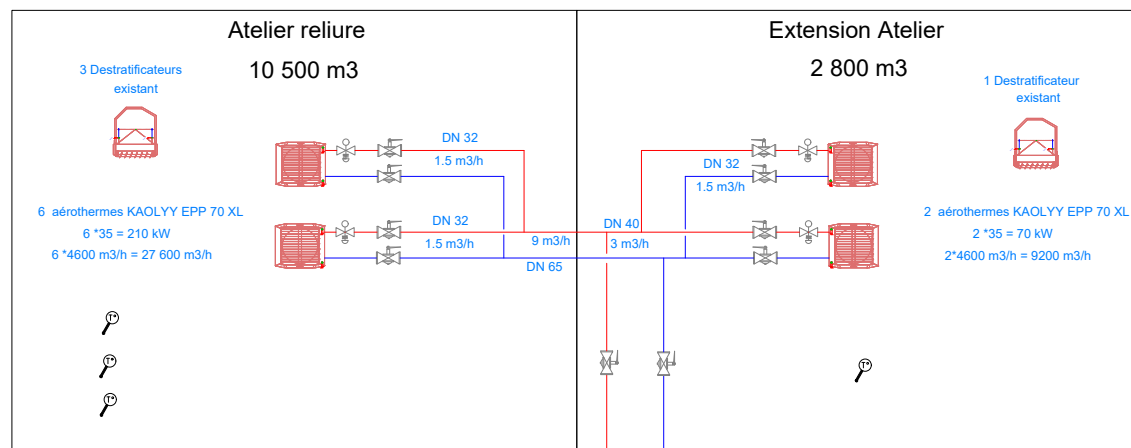 Atelier reliure
10 500 m3
3 Destratificateurs
existant
DN 32
1.5 m3/h
6 aérothermes KAOLYY EPP 70 XL
6 *35 = 210 kW
6 *4600 m3/h = 27 600 m3/h
DN 32
1.5 m3/h
9 m3/h
DN 65
T°
T°
T°
Extension Atelier
2 800 m3
1 Destratificateur
existant
DN 32
1.5 m3/h
DN 40
3 m3/h
2 aérothermes KAOLYY EPP 70 XL
2 *35 = 70 kW
2*4600 m3/h = 9200 m3/h
T°